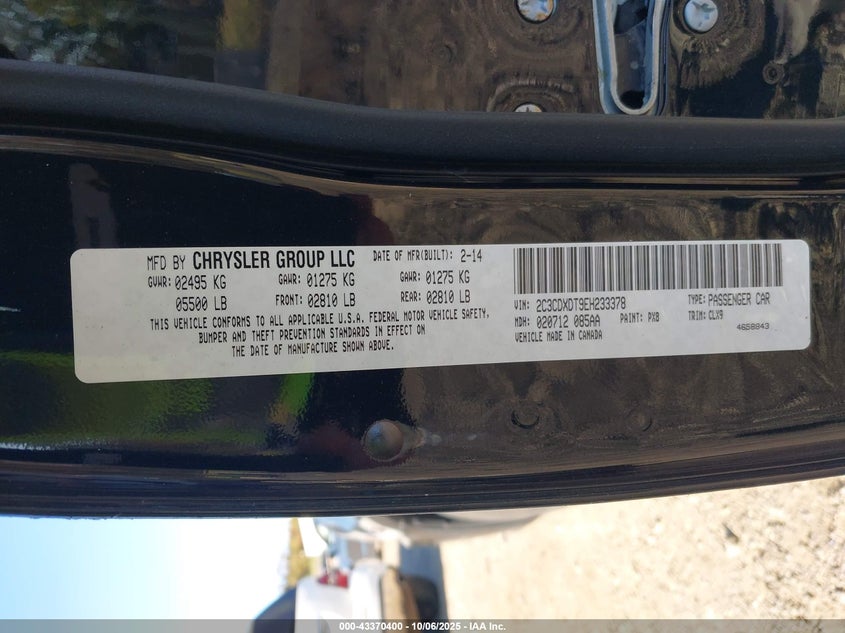 MFD BY CHRYSLER GROUP LLC DATE OF MFR(BUILT): 2-14
GVWR: 02495 KG GAWR: 01275 KG GAWR: 01275 KG
05500 LB FRONT: 02810 LB REAR: 02810 LB
THIS VEHICLE CONFORMS TO ALL APPLICABLE U.S.A. FEDERAL MOTOR VEHICLE SAFETY,
BUMPER AND THEFT PREVENTION STANDARDS IN EFFECT ON
THE DATE OF MANUFACTURE SHOWN ABOVE.
VIN: 2C3CDXDT9EH233378 TYPE: PASSENGER CAR
MDH: 020712 085AA PAINT: PX8 TRIM: CLX9
VEHICLE MADE IN CANADA 4658843
000-43370400 - 10/06/2025 - IAA Inc.